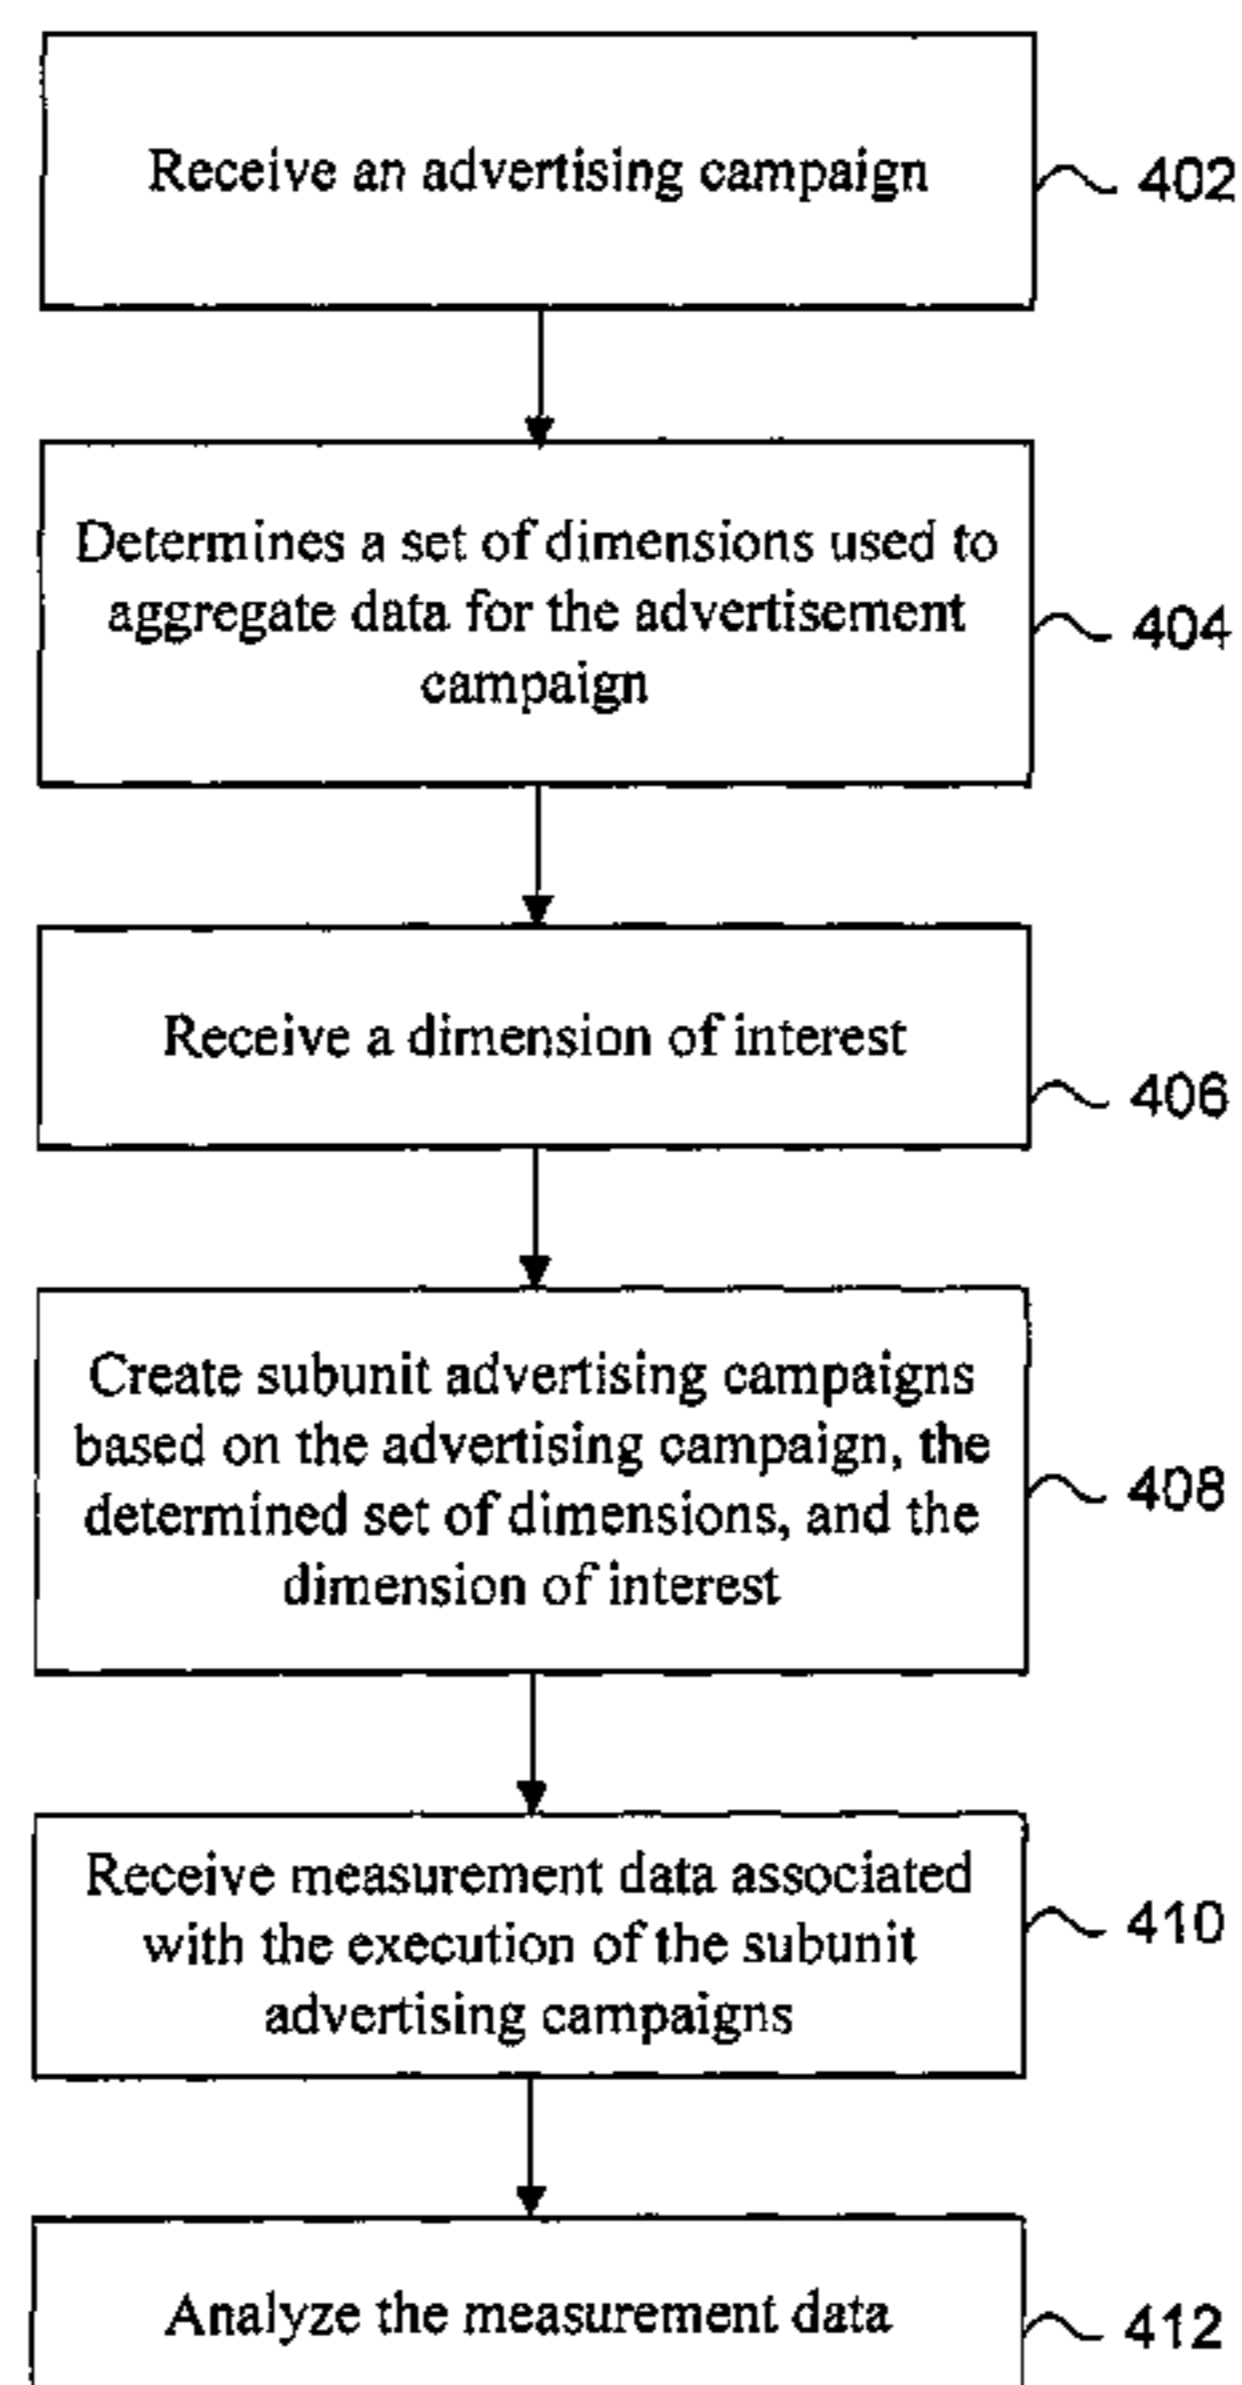 Receive an advertising campaign
402
Determines a set of dimensions used to
aggregate data for the advertisement
campaign
404
Receive a dimension of interest
406
Create subunit advertising campaigns
based on the advertising campaign, the
determined set of dimensions, and the
dimension of interest
408
Receive measurement data associated
with the execution of the subunit
advertising campaigns
410
Analyze the measurement data
412